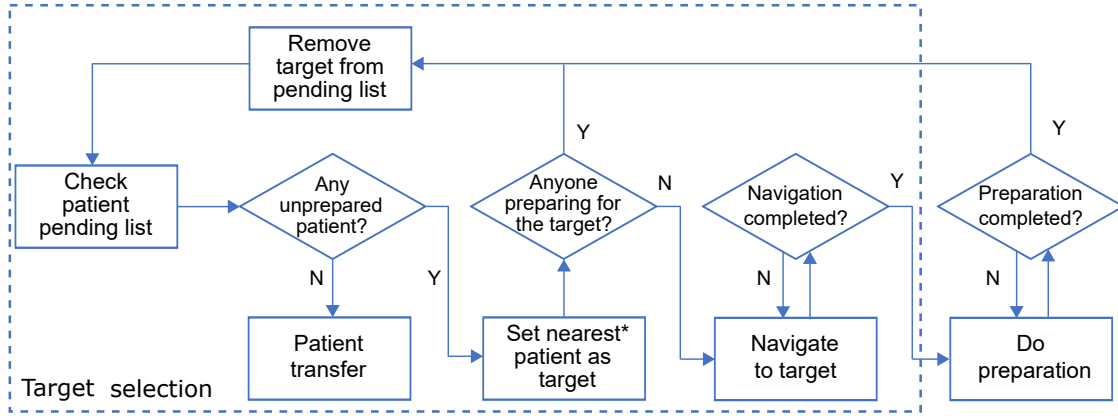 Remove
target from
pending list
Y
Y
Check
patient
pending list
Any
unprepared
patient?
Anyone
preparing for
the target?
N
Navigation
completed?
Y
Preparation
completed?
N
Y
N
N
Patient
transfer
Set nearest*
patient as
target
Navigate
to target
Do
preparation
Target selection